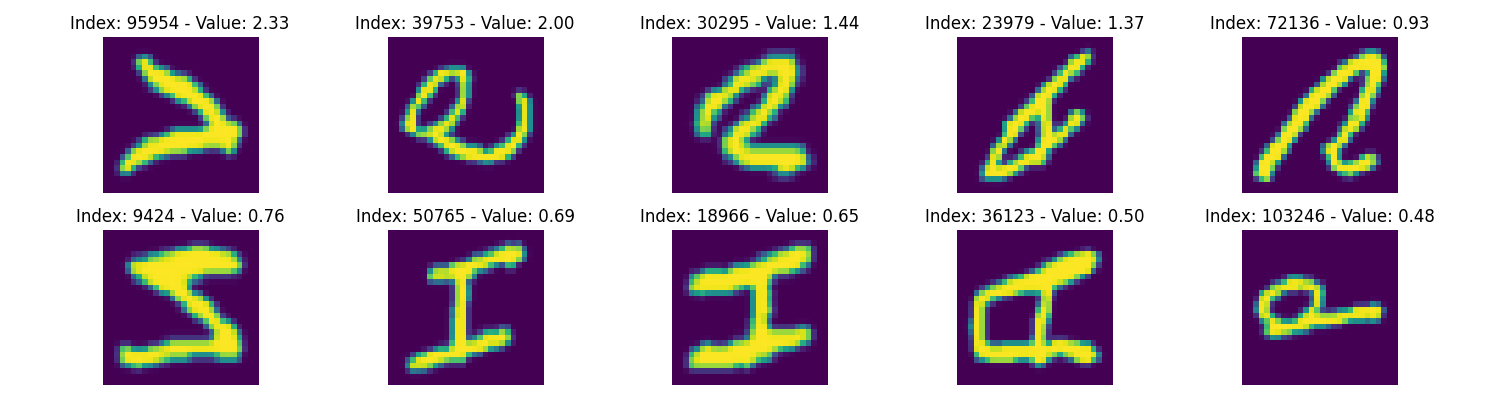 Index: 95954 - Value: 2.33 Index: 39753 - Value: 2.00 Index: 30295 - Value: 1.44 Index: 23979 - Value: 1.37 Index: 72136 - Value: 0.93
Index: 9424 - Value: 0.76 Index: 50765 - Value: 0.69 Index: 18966 - Value: 0.65 Index: 36123 - Value: 0.50 Index: 103246 - Value: 0.48